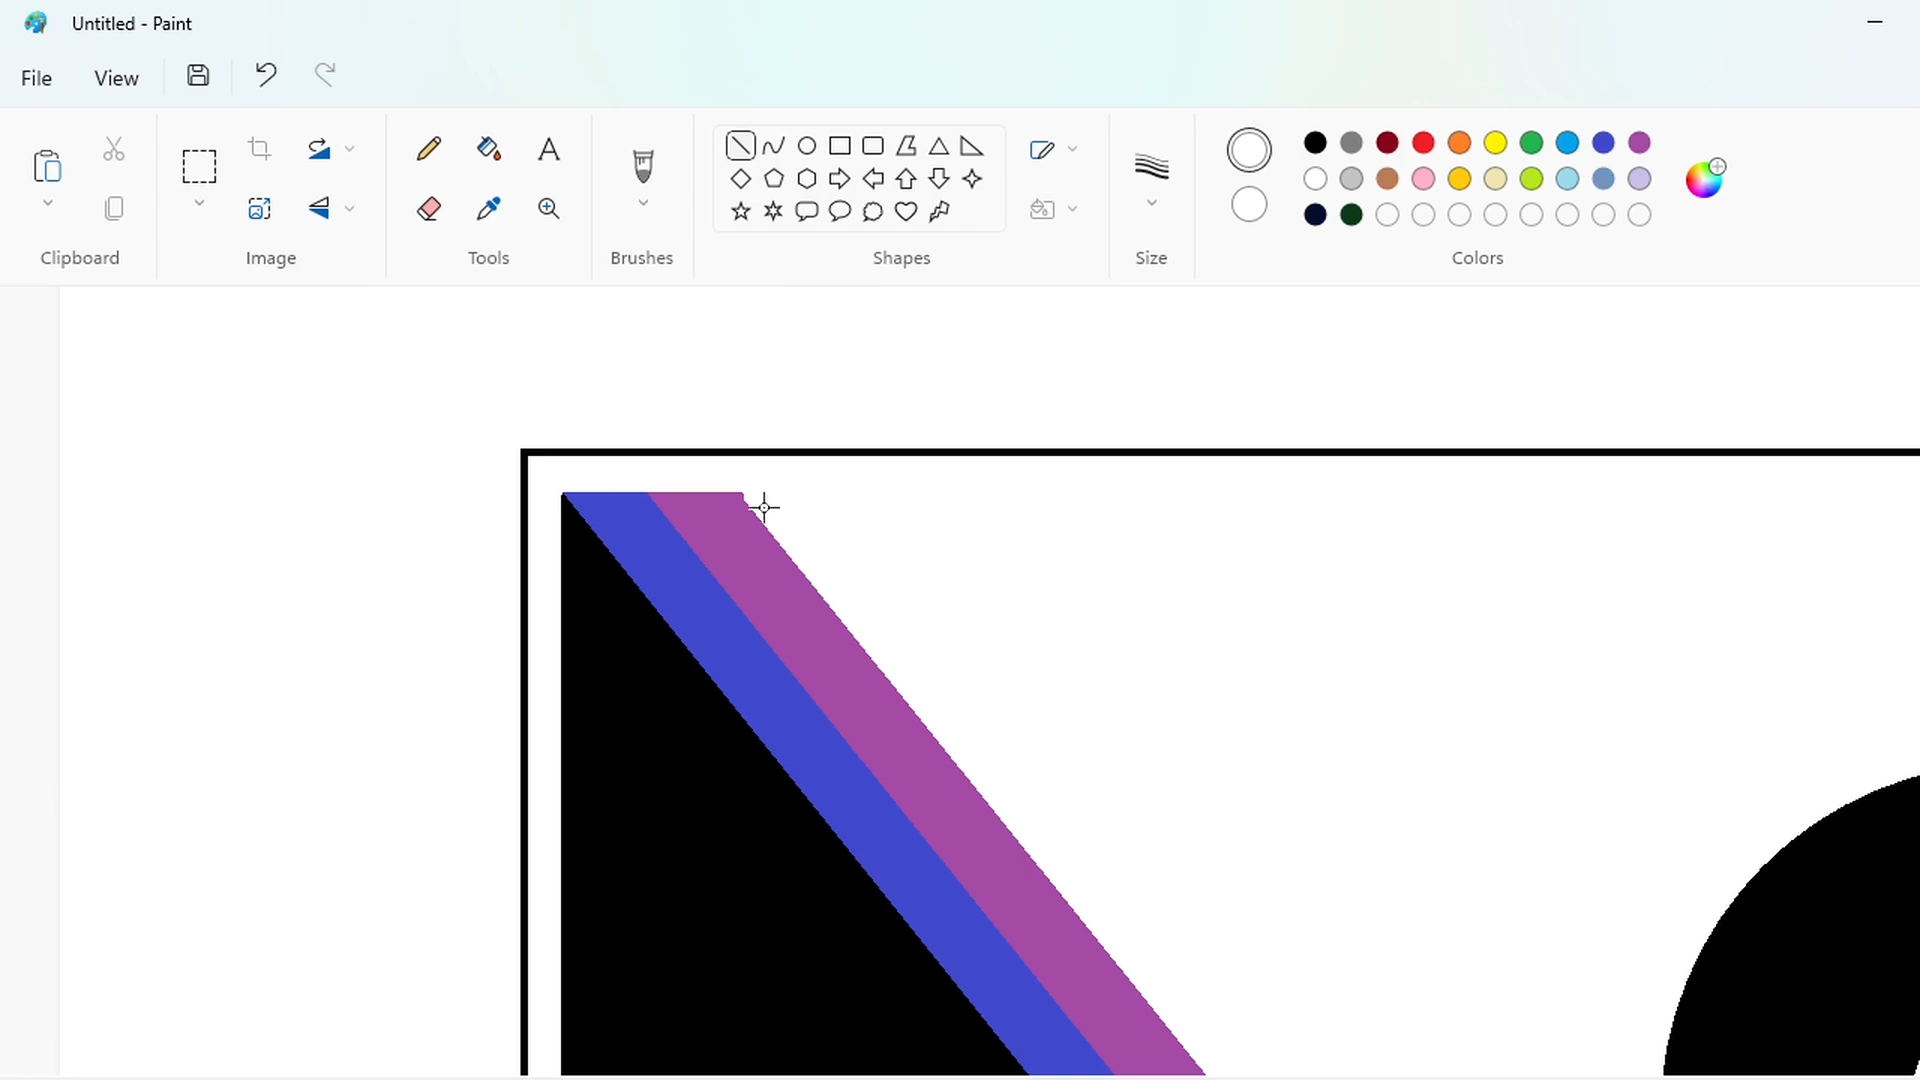 Untitled - Paint
File View
A
Clipboard Image Tools Brushes Shapes Size Colors